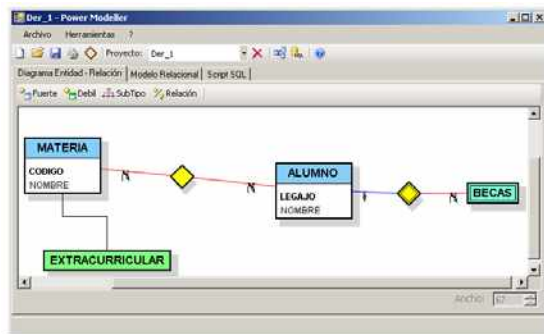 Der_1 - Power Modeller
Archivo Herramientas ?
Proyecto: Der_1
Diagrama Entidad - Relación Modelo Relacional Script SQL
Fuerte Debil SubTipo Relación
MATERIA
CODIGO
NOMBRE
N
N
ALUMNO
LEGAJO
NOMBRE
N
BECAS
EXTRACURRICULAR
Ancho: 67